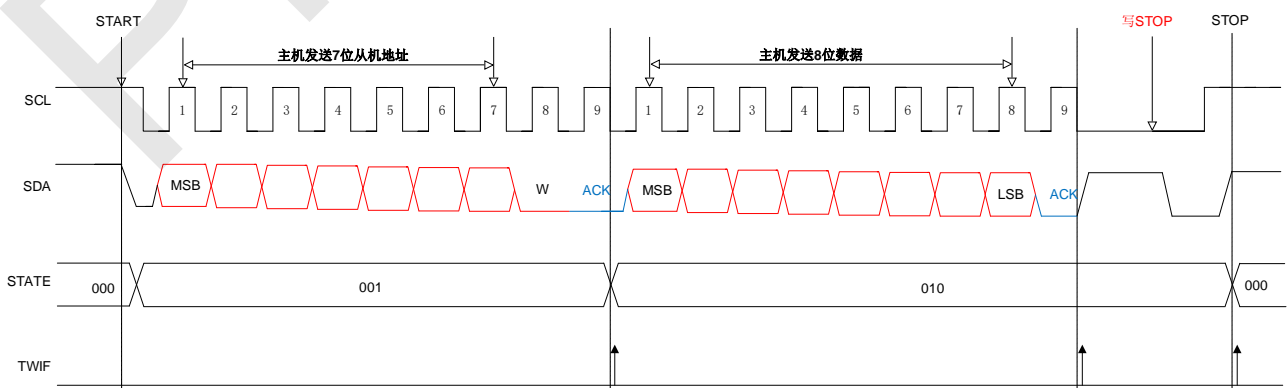 START 写STOP STOP
主机发送7位从机地址 主机发送8位数据
SCL 1 2 3 4 5 6 7 8 9 1 2 3 4 5 6 7 8 9
SDA MSB W ACK MSB LSB ACK
STATE 000 001 010 000
TWIF